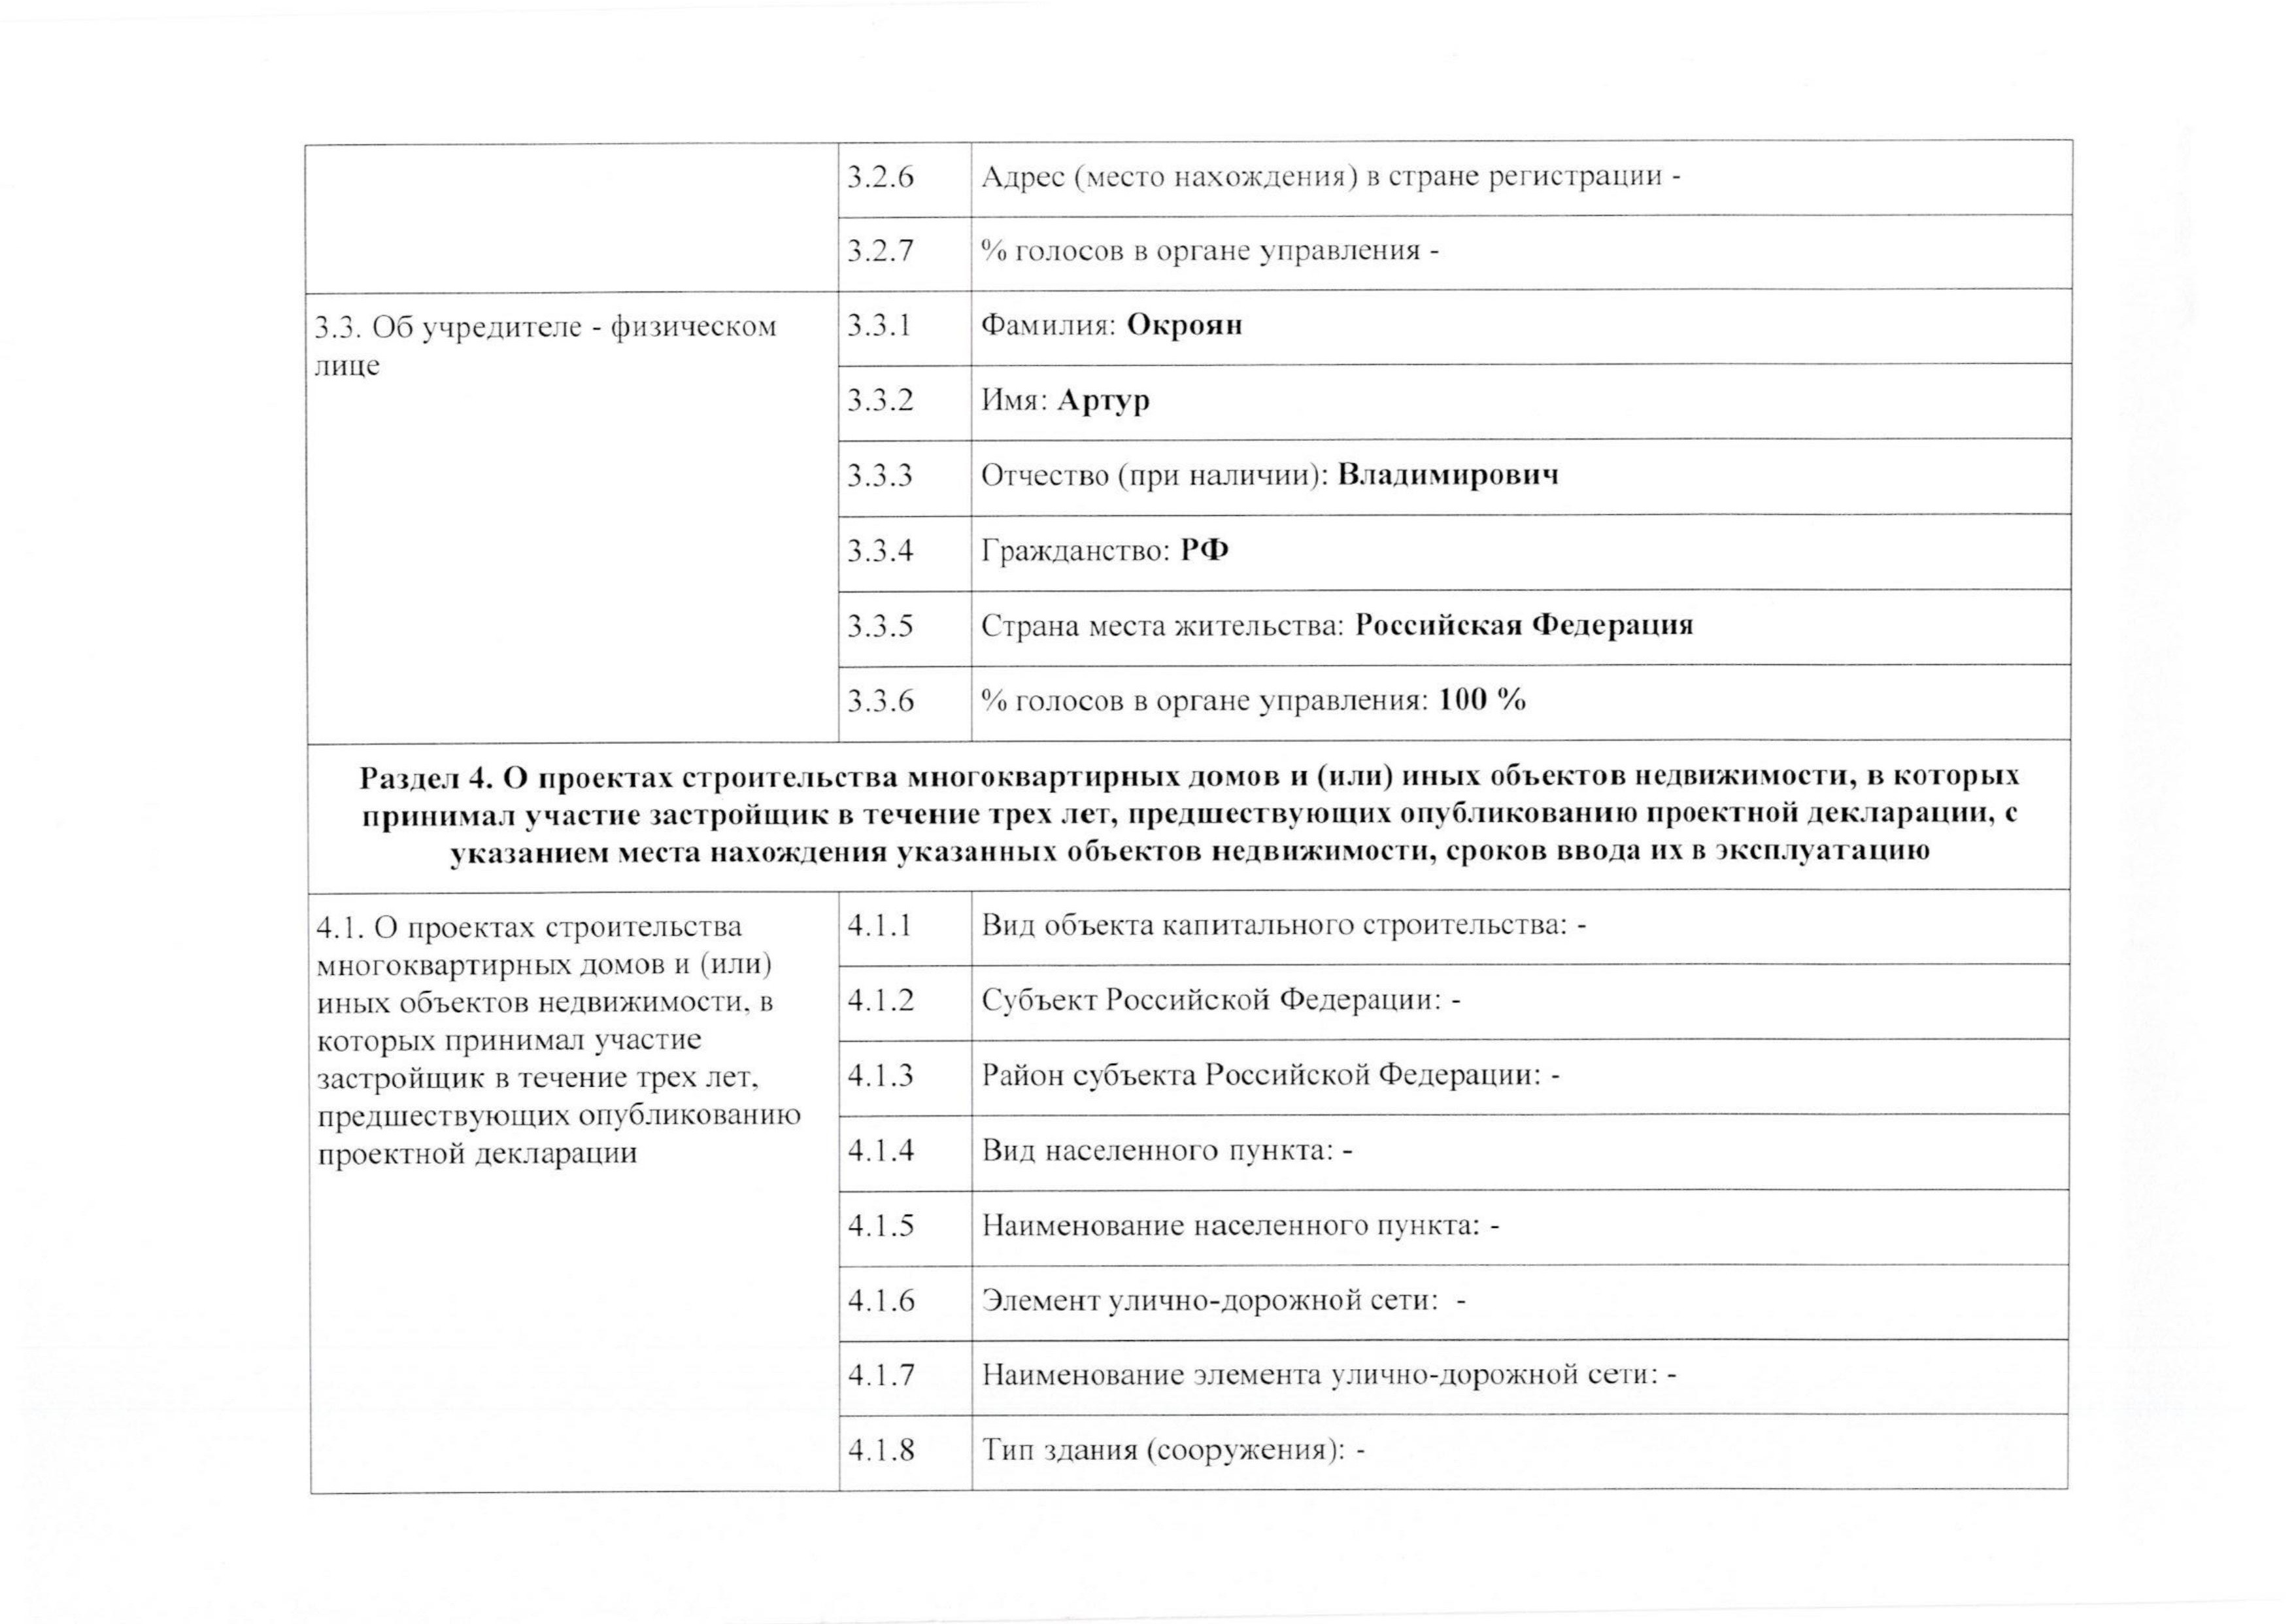 3.2.6 Адрес (место нахождения) в стране регистрации -
3.2.7 % голосов в органе управления -
3.3. Об учредителе - физическом
лице
3.3.1 Фамилия: Окроян
3.3.2 Имя: Артур
3.3.3 Отчество (при наличии): Владимирович
3.3.4 Гражданство: РФ
3.3.5 Страна места жительства: Российская Федерация
3.3.6 % голосов в органе управления: 100 %
Раздел 4. О проектах строительства многоквартирных домов и (или) иных объектов недвижимости, в которых
принимал участие застройщик в течение трех лет, предшествующих опубликованию проектной декларации, с
указанием места нахождения указанных объектов недвижимости, сроков ввода их в эксплуатацию
4.1. О проектах строительства
многоквартирных домов и (или)
иных объектов недвижимости, в
которых принимал участие
застройщик в течение трех лет,
предшествующих опубликованию
проектной декларации
4.1.1 Вид объекта капитального строительства: -
4.1.2 Субъект Российской Федерации: -
4.1.3 Район субъекта Российской Федерации: -
4.1.4 Вид населенного пункта: -
4.1.5 Наименование населенного пункта: -
4.1.6 Элемент улично-дорожной сети: -
4.1.7 Наименование элемента улично-дорожной сети: -
4.1.8 Тип здания (сооружения): -